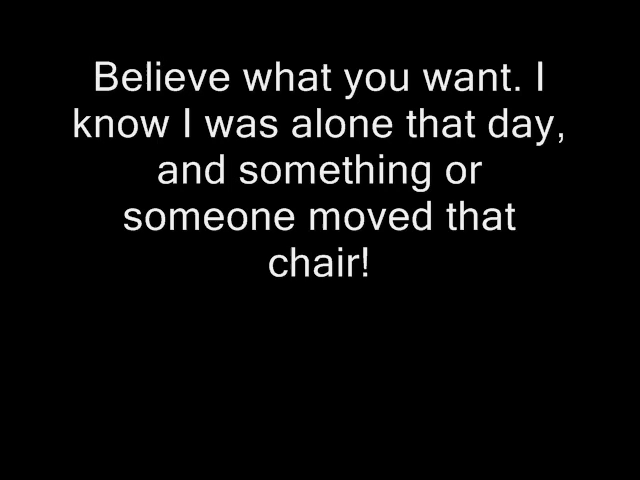 Believe what you want. I
know I was alone that day,
and something or
someone moved that
chair!